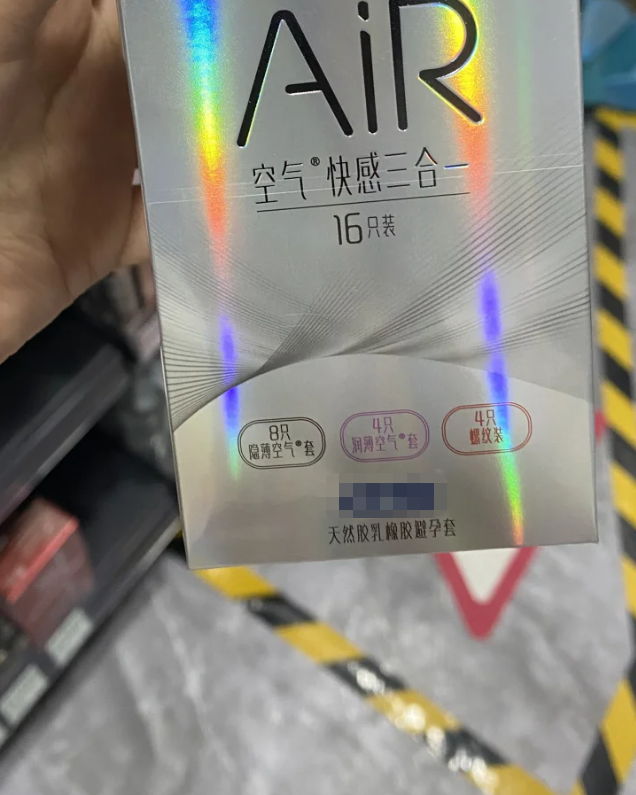 AiR
空气®快感三合一
16只装
8只
隐薄空气®套
4只
润薄空气®套
4只
螺纹装
天然胶乳橡胶避孕套